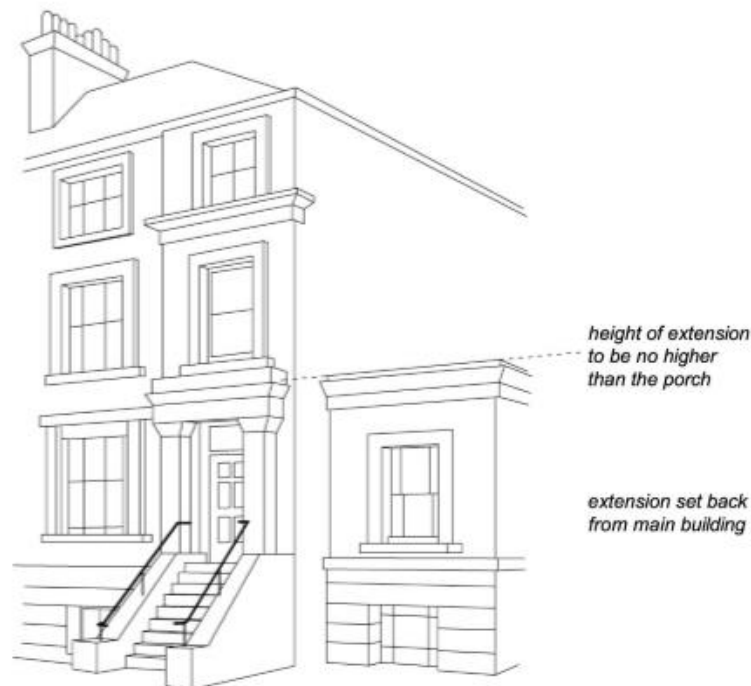 height of extension
to be no higher
than the porch
extension set back
from main building